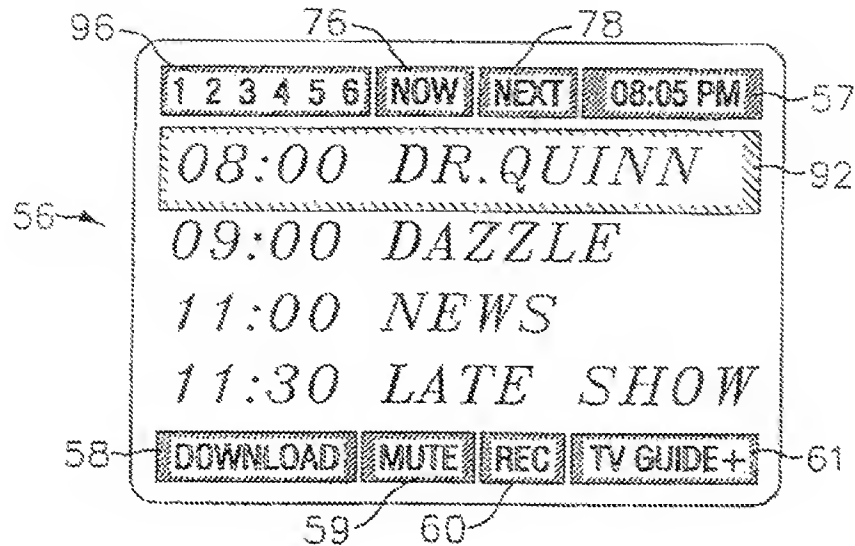 96 76 78
1 2 3 4 5 6 NOW NEXT 08:05 PM 57
08:00 DR.QUINN 92
56
09:00 DAZZLE
11:00 NEWS
11:30 LATE SHOW
58 DOWNLOAD MUTE REC TV GUIDE+ 61
59 60